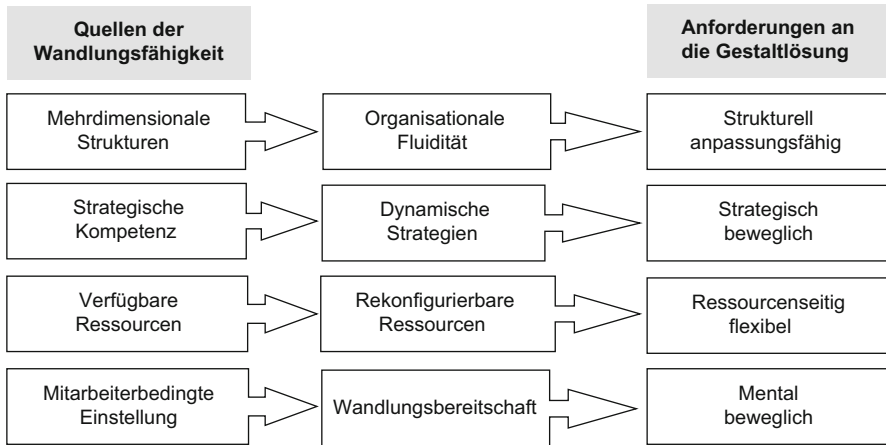 Quellen der
Wandlungsfähigkeit
Anforderungen an
die Gestaltlösung
Mehrdimensionale
Strukturen
Organisationale
Fluidität
Strukturell
anpassungsfähig
Strategische
Kompetenz
Dynamische
Strategien
Strategisch
beweglich
Verfügbare
Ressourcen
Rekonfigurierbare
Ressourcen
Ressourcenseitig
flexibel
Mitarbeiterbedingte
Einstellung
Wandlungsbereitschaft
Mental
beweglich